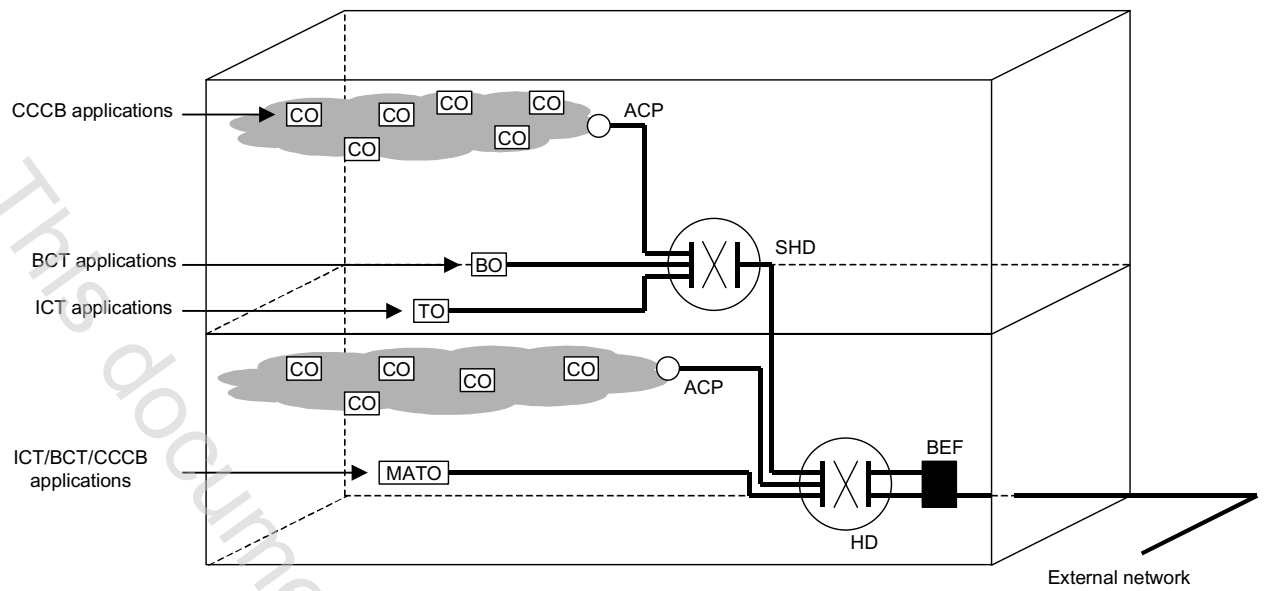 CCCB applications
CO
CO
CO
CO
CO
CO
ACP
SHD
BCT applications
BO
ICT applications
TO
CO
CO
CO
CO
CO
ACP
ICT/BCT/CCCB
applications
MATO
BEF
HD
External network
This docume